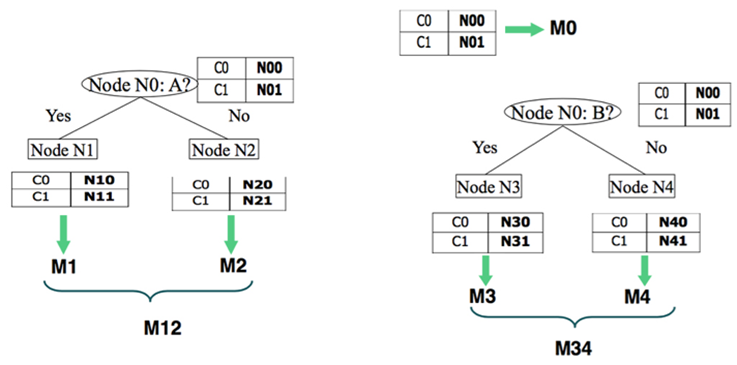 C0 N00
C1 N01
M0
Node N0: A?
C0 N00
C1 N01
Yes
No
Node N1
Node N2
C0 N10
C1 N11
C0 N20
C1 N21
M1
M2
M12
Node N0: B?
C0 N00
C1 N01
Yes
No
Node N3
Node N4
C0 N30
C1 N31
C0 N40
C1 N41
M3
M4
M34